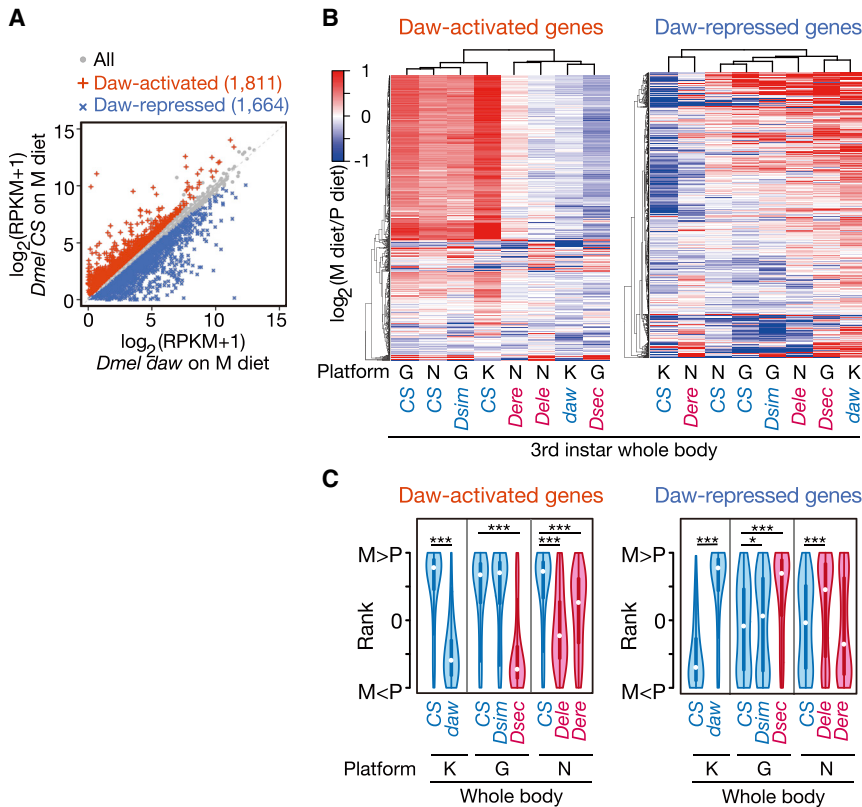 A
All
Daw-activated (1,811)
Daw-repressed (1,664)
15
10
5
0
log2(RPKM+1)
Dmel CS on M diet
0 5 10 15
log2(RPKM+1)
Dmel daw on M diet
B
Daw-activated genes
Daw-repressed genes
1
0
-1
log2(M diet/P diet)
Platform G N G K N N K G
K N N G G N G K
CS CS Dsim CS Dere Dele daw Dsec
CS Dere CS CS Dsim Dele Dsec daw
3rd instar whole body
C
Daw-activated genes
Daw-repressed genes
M>P
0
M<P
Rank
*** *** *** ***
CS daw CS Dsim Dsec CS Dele Dere
Platform K G N
Whole body
M>P
0
M<P
Rank
*** *** * ***
CS daw CS Dsim Dsec CS Dele Dere
K G N
Whole body